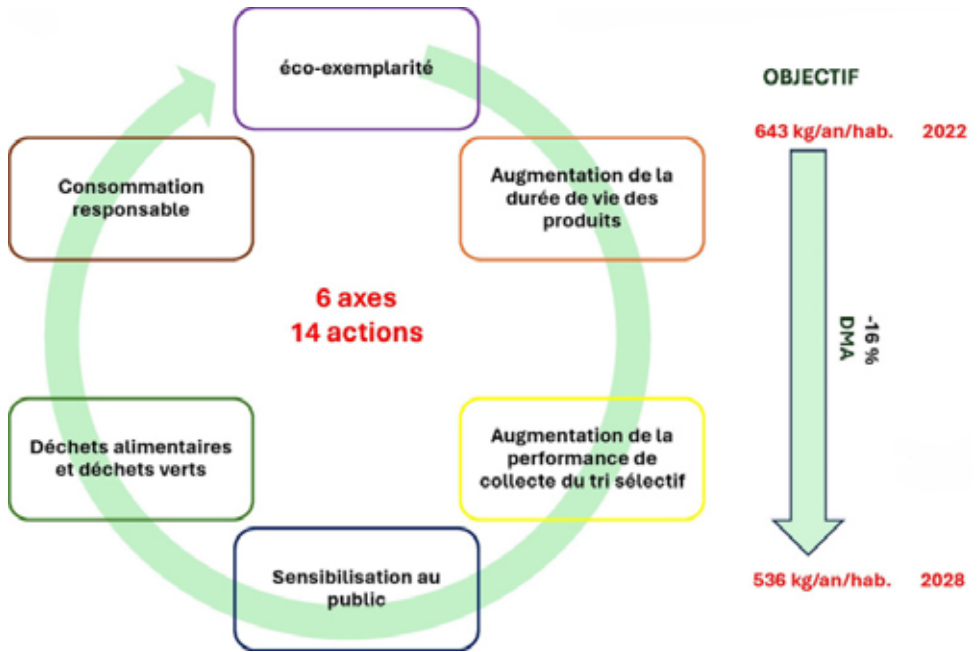 éco-exemplarité
Augmentation de la
durée de vie des
produits
Augmentation de la
performance de
collecte du tri sélectif
Sensibilisation au
public
Déchets alimentaires
et déchets verts
Consommation
responsable
6 axes
14 actions
OBJECTIF
643 kg/an/hab. 2022
-16 %
DMA
536 kg/an/hab. 2028